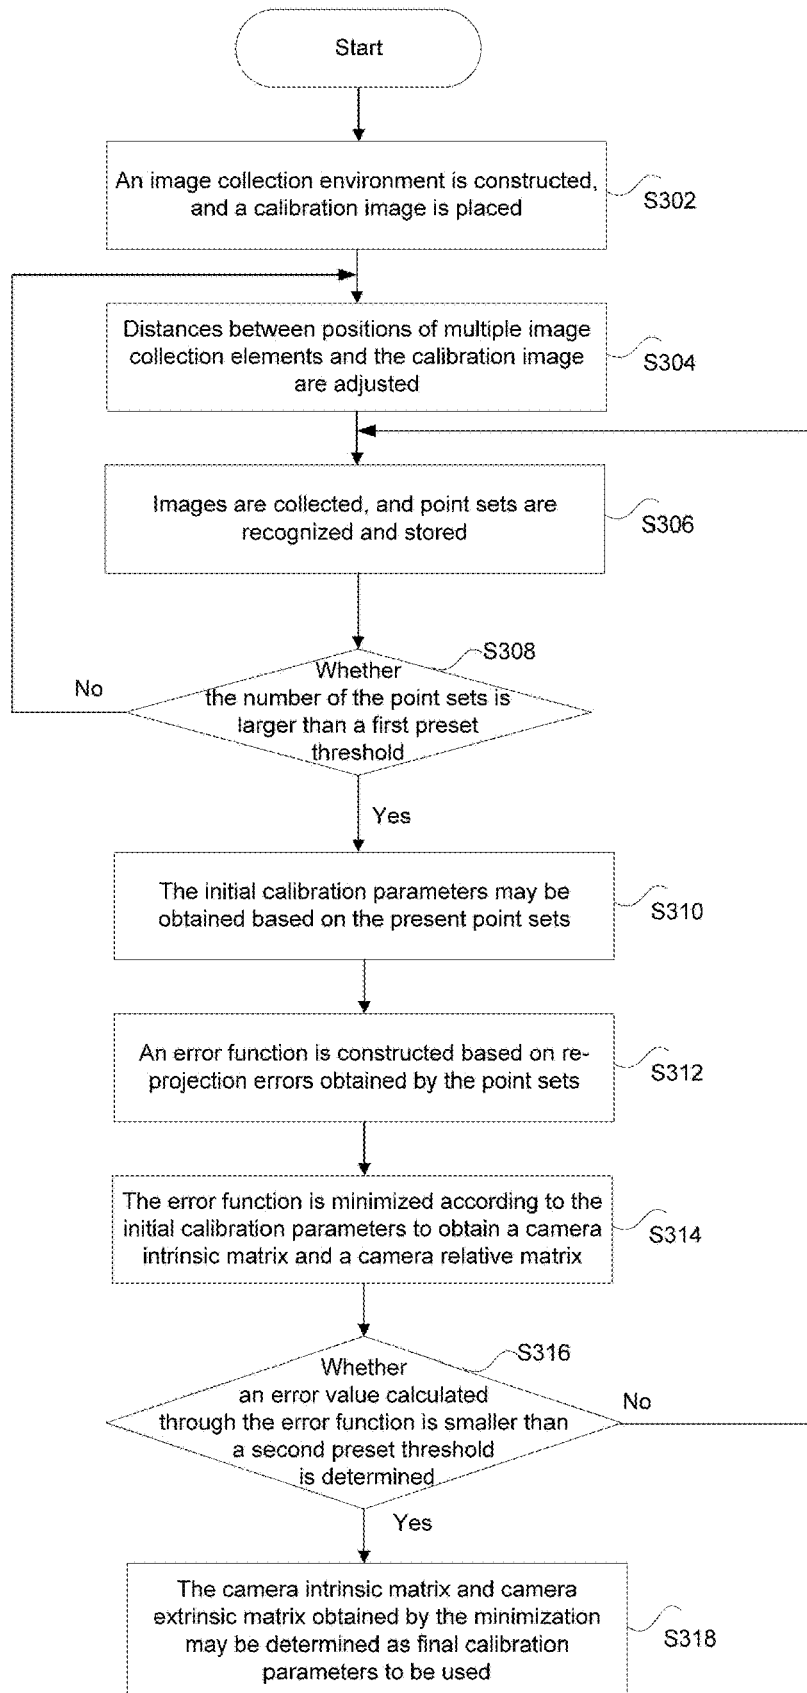 Start
An image collection environment is constructed,
and a calibration image is placed
S302
Distances between positions of multiple image
collection elements and the calibration image
are adjusted
S304
Images are collected, and point sets are
recognized and stored
S306
S308
Whether
the number of the point sets is
larger than a first preset
threshold
No
Yes
The initial calibration parameters may be
obtained based on the present point sets
S310
An error function is constructed based on re-
projection errors obtained by the point sets
S312
The error function is minimized according to the
initial calibration parameters to obtain a camera
intrinsic matrix and a camera relative matrix
S314
S316
Whether
an error value calculated
through the error function is smaller than
a second preset threshold
is determined
No
Yes
The camera intrinsic matrix and camera
extrinsic matrix obtained by the minimization
may be determined as final calibration
parameters to be used
S318